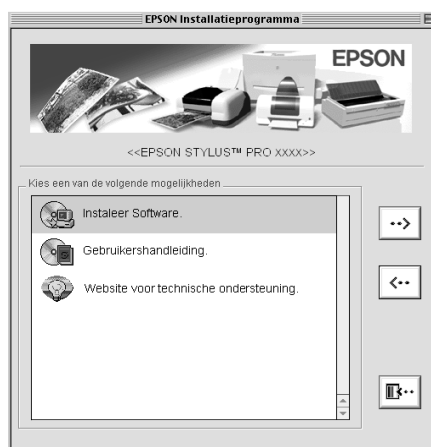 EPSON Installatieprogramma
EPSON
<<EPSON STYLUS™ PRO XXXX>>
Kies een van de volgende mogelijkheden
Instaleer Software.
Gebruikershandleiding.
Website voor technische ondersteuning.